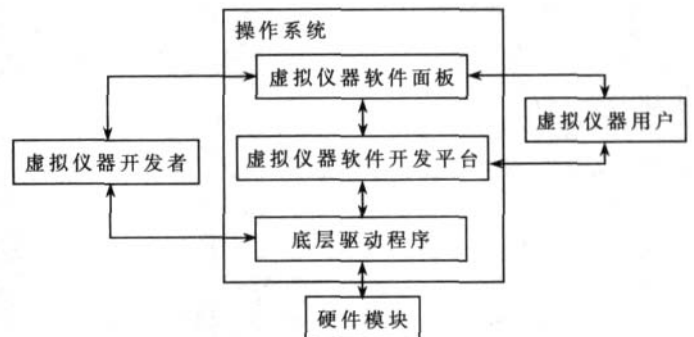 操作系统
虚拟仪器软件面板
虚拟仪器用户
虚拟仪器开发者
虚拟仪器软件开发平台
底层驱动程序
硬件模块